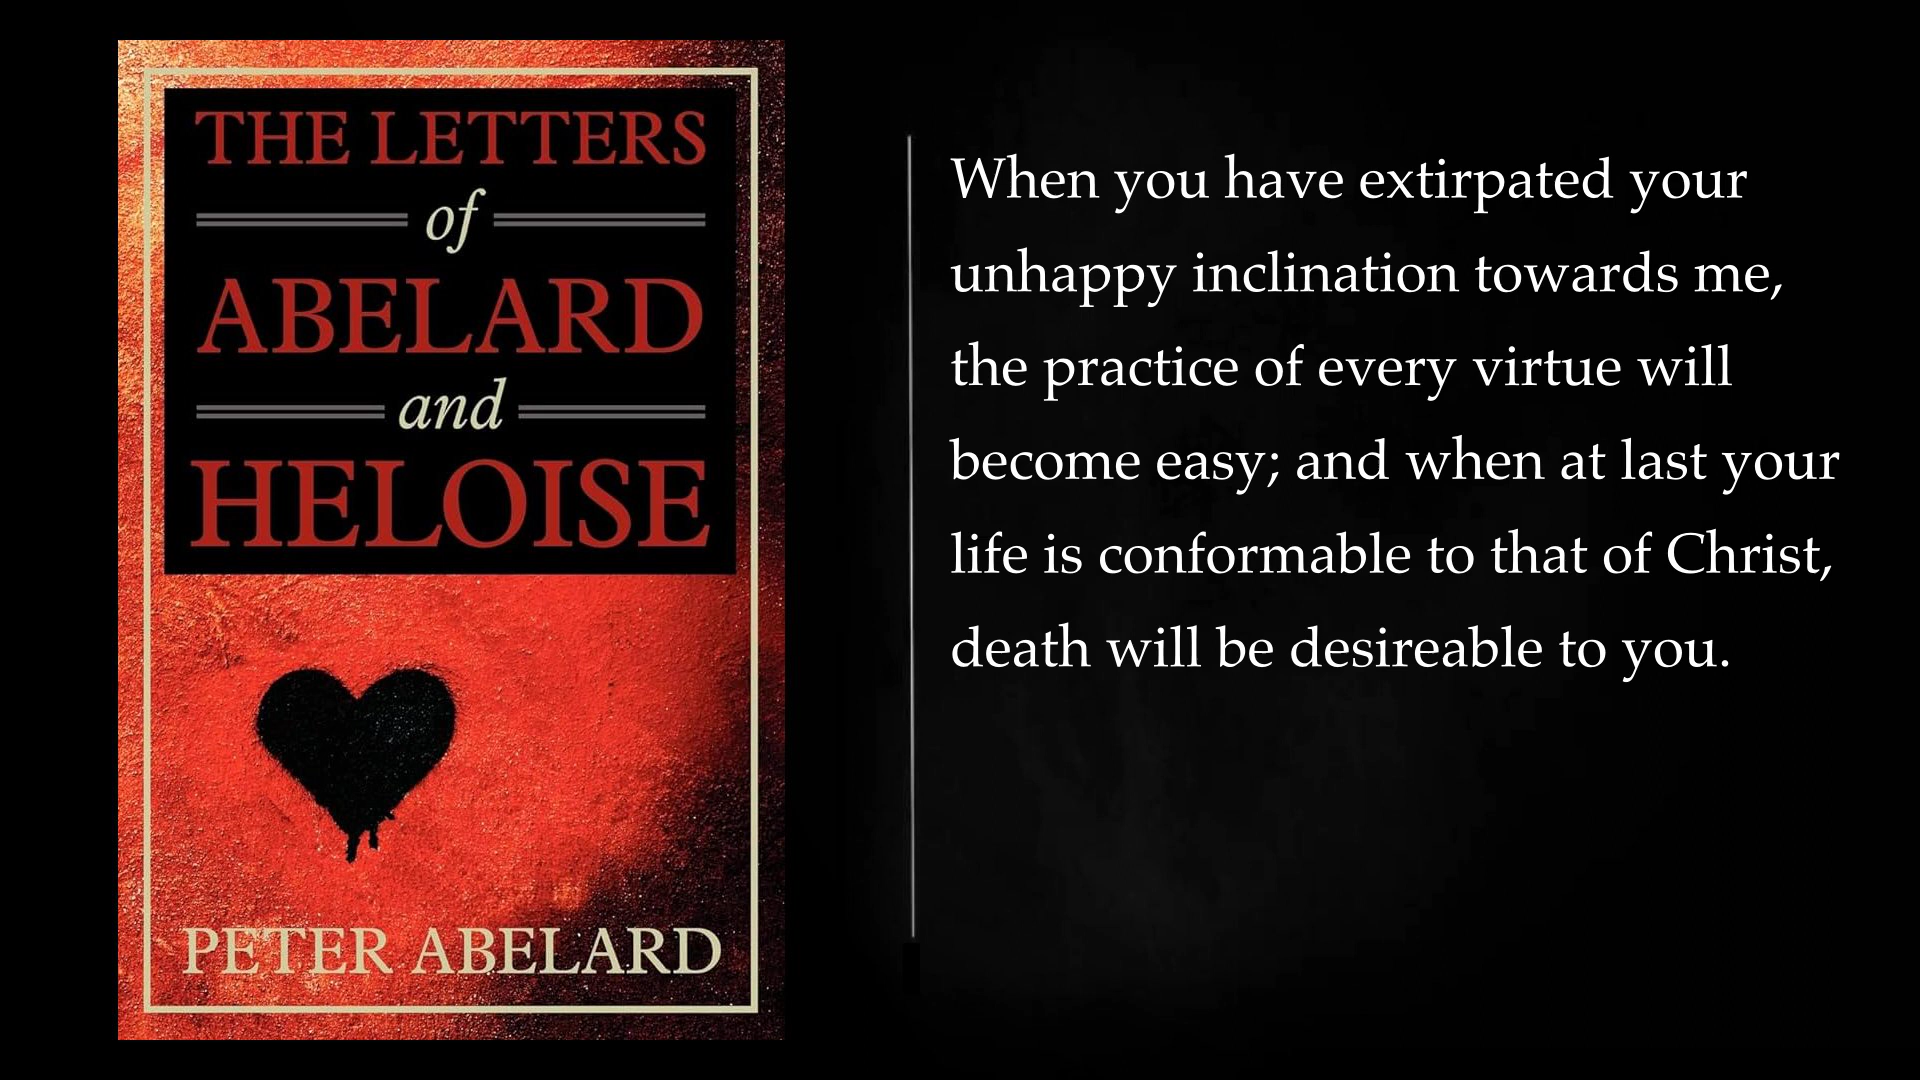 THE LETTERS
of
ABELARD
and
HELOISE
PETER ABELARD
When you have extirpated your
unhappy inclination towards me,
the practice of every virtue will
become easy; and when at last your
life is conformable to that of Christ,
death will be desireable to you.